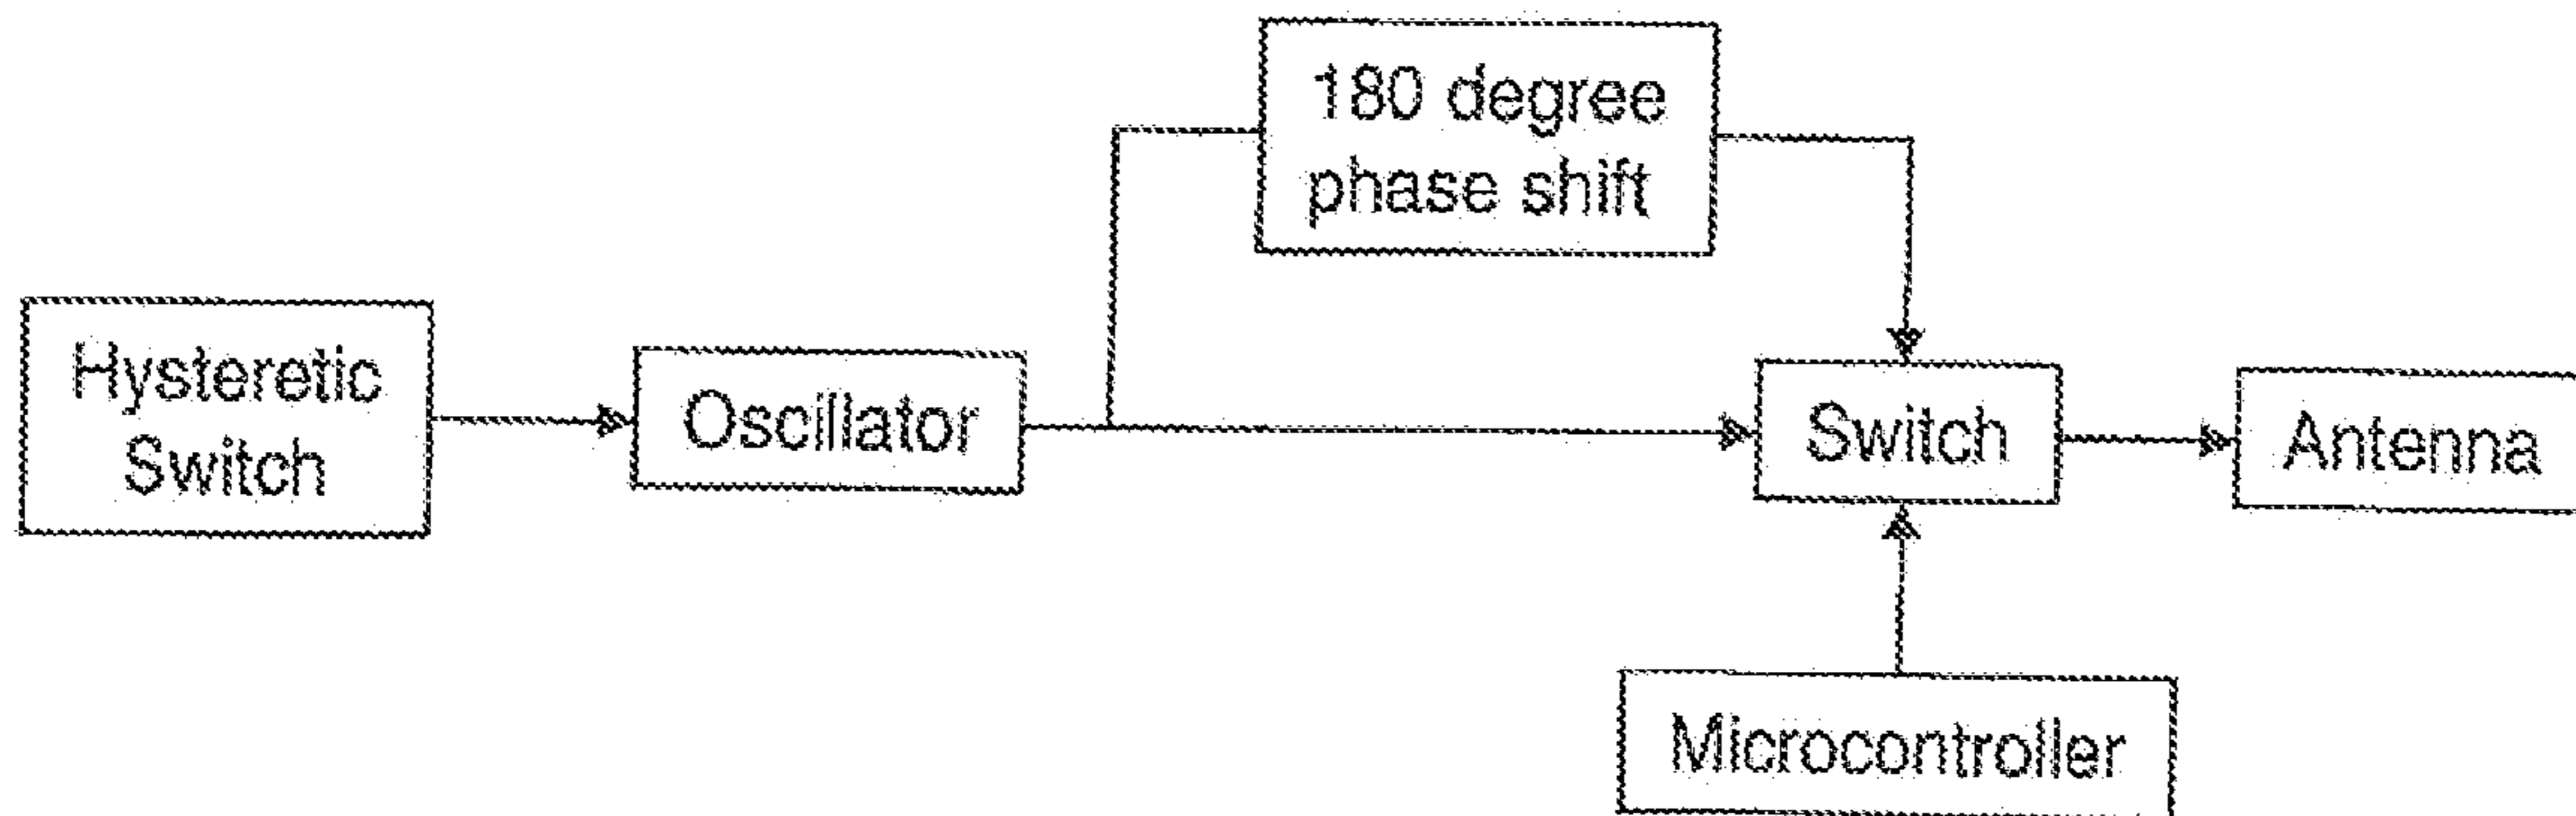 180 degree
phase shift
Hysteretic
Switch
Oscillator
Switch
Antenna
Microcontroller